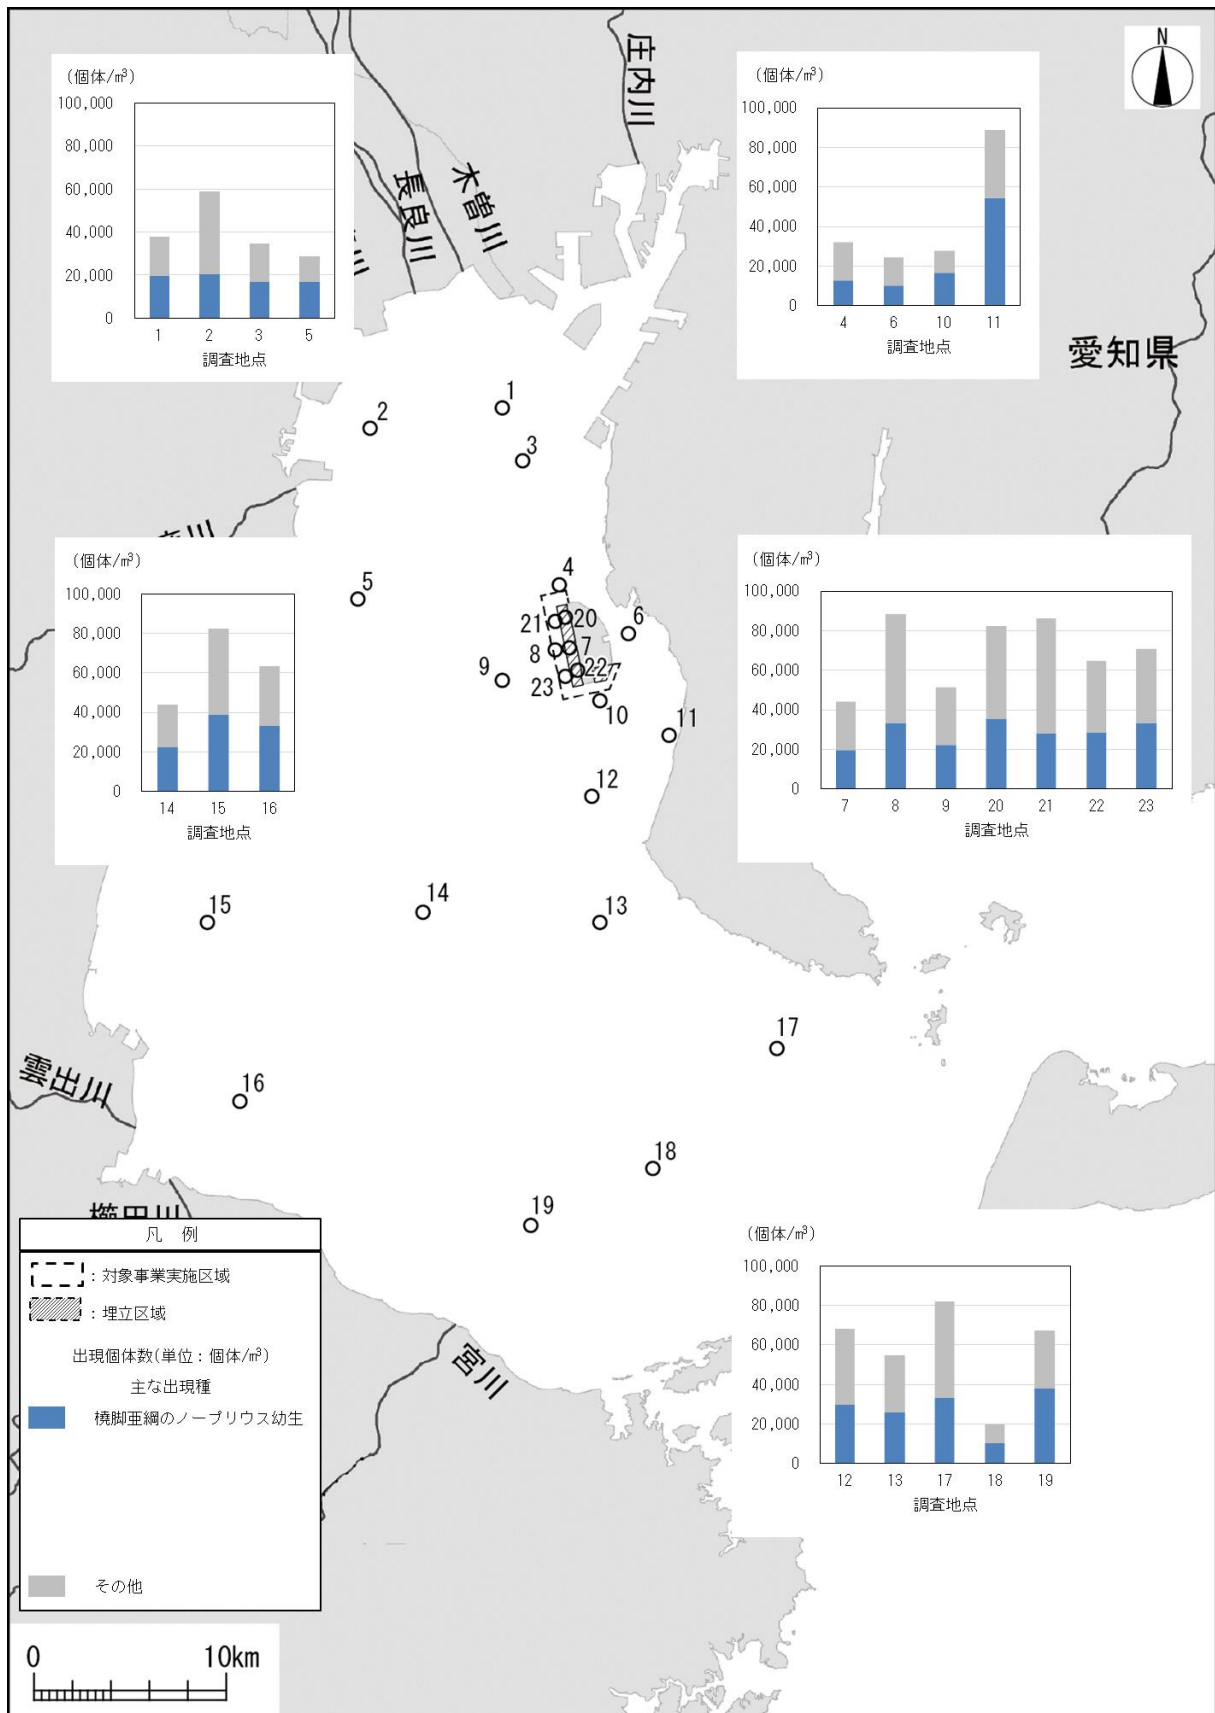 N
庄内川
木曽川
長良川
愛知県
雲出川
宮川
(個体/㎥)
100,000
80,000
60,000
40,000
20,000
0
1 2 3 5
調査地点
(個体/㎥)
100,000
80,000
60,000
40,000
20,000
0
4 6 10 11
調査地点
(個体/㎥)
100,000
80,000
60,000
40,000
20,000
0
14 15 16
調査地点
(個体/㎥)
100,000
80,000
60,000
40,000
20,000
0
7 8 9 20 21 22 23
調査地点
(個体/㎥)
100,000
80,000
60,000
40,000
20,000
0
12 13 17 18 19
調査地点
1
2
3
4
5
20
6
21
7
8
9
22
23
10
11
12
14
13
15
17
16
18
19
凡 例
:対象事業実施区域
:埋立区域
出現個体数(単位:個体/㎥)
主な出現種
橈脚亜綱のノープリウス幼生
その他
0 10km